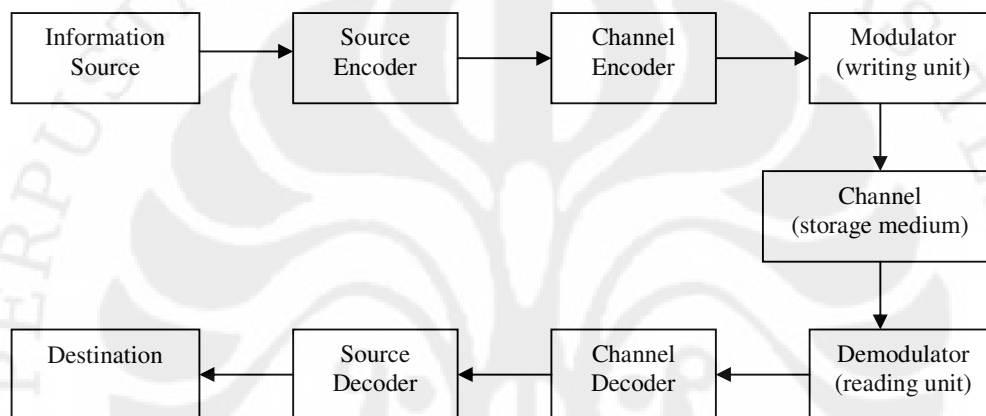 Information
Source
Source
Encoder
Channel
Encoder
Modulator
(writing unit)
Channel
(storage medium)
Destination
Source
Decoder
Channel
Decoder
Demodulator
(reading unit)